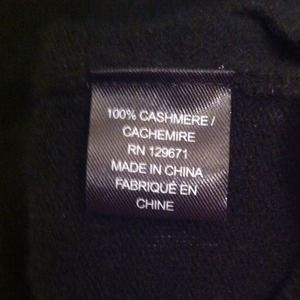 100% CASHMERE /
CACHEMIRE
RN 129671
MADE IN CHINA
FABRIQUÉ EN
CHINE